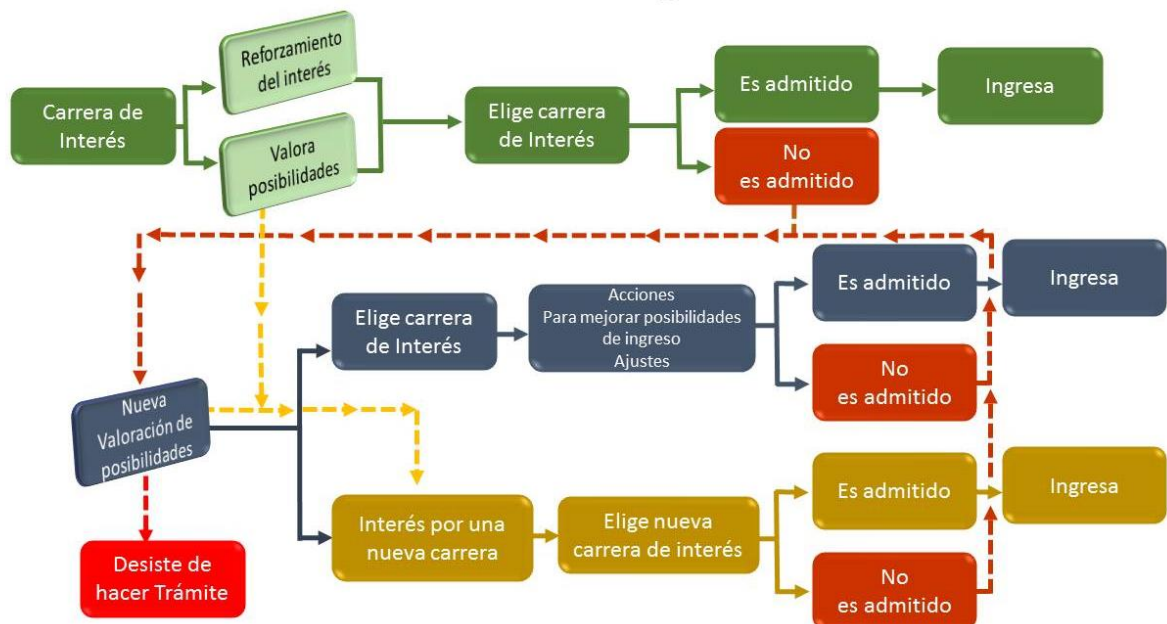 Reforzamiento
del interés
Carrera de
Interés
Valora
posibilidades
Elige carrera
de Interés
Es admitido
Ingresa
No
es admitido
Nueva
Valoración de
posibilidades
Elige carrera
de Interés
Acciones
Para mejorar posibilidades
de ingreso
Ajustes
Es admitido
Ingresa
No
es admitido
Interés por una
nueva carrera
Elige nueva
carrera de interés
Es admitido
Ingresa
No
es admitido
Desiste de
hacer Trámite